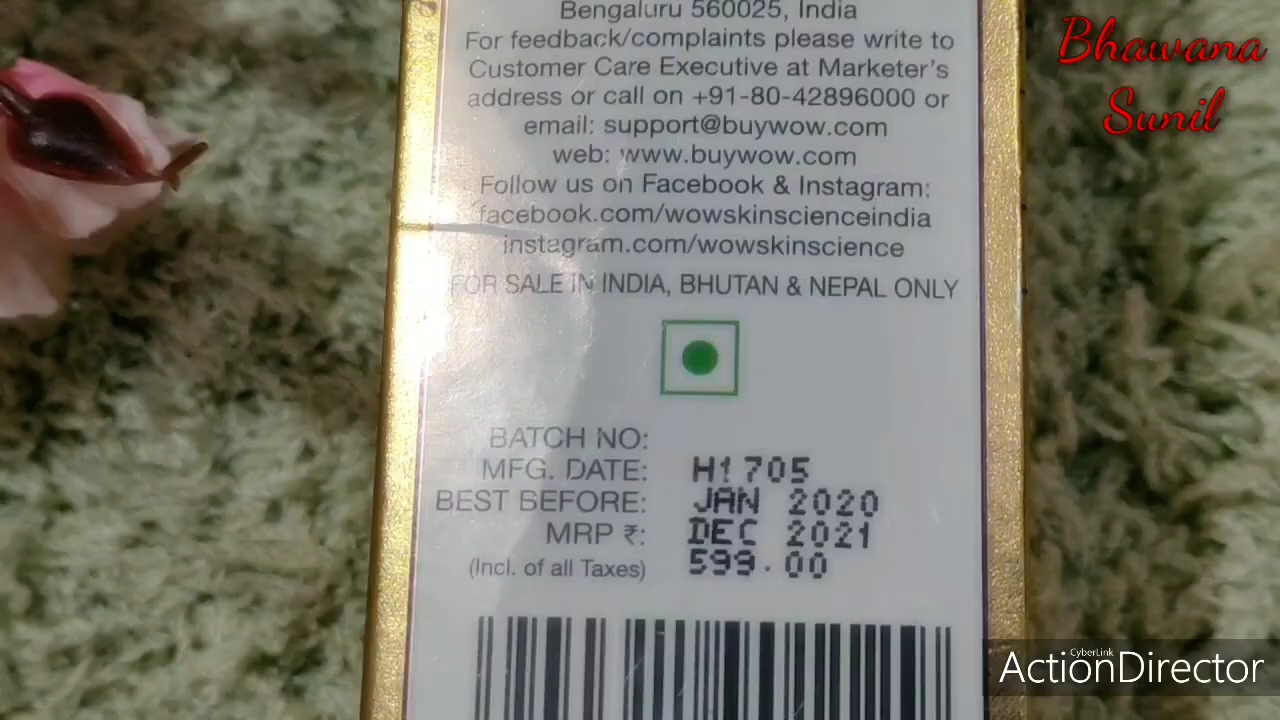 Bengaluru 560025, India
For feedback/complaints please write to
Customer Care Executive at Marketer's
address or call on +91-80-42896000 or
email: support@buywow.com
web: www.buywow.com
Follow us on Facebook & Instagram:
facebook.com/wowskinscienceindia
instagram.com/wowskinscience
FOR SALE IN INDIA, BHUTAN & NEPAL ONLY
BATCH NO:
MFG. DATE: H1705
BEST BEFORE: JAN 2020
MRP ₹: DEC 2021
(Incl. of all Taxes) 599.00
Bhawana
Sunil
CyberLink
ActionDirector